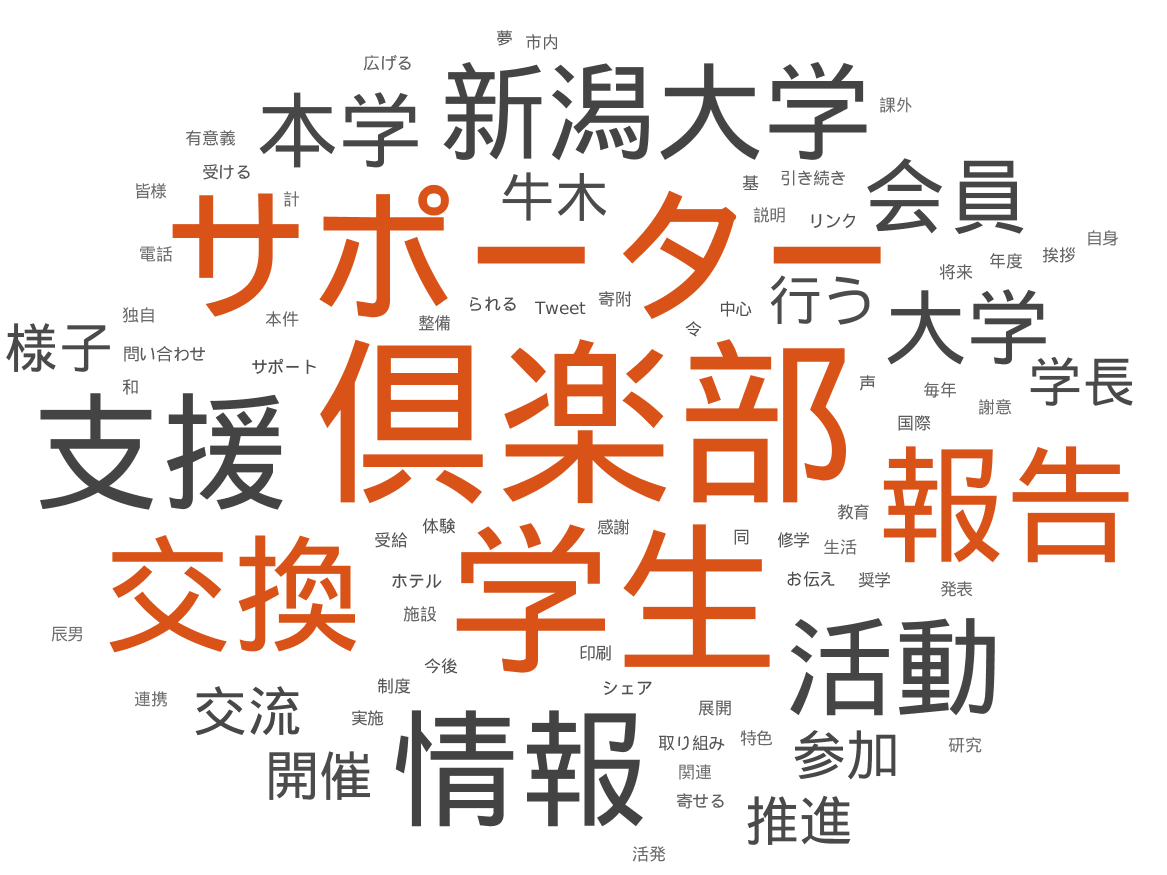 夢
市内
広げる
新潟大学
本学
課外
有意義
受ける
牛木
基
引き続き
会員
皆様
計
サポーター
説明
リンク
自身
電話
将来
年度
挨拶
独自
本件
整備
られる
Tweet
寄附
中心
行う
大学
令
様子
問い合わせ
サポート
和
倶楽部
声
毎年
謝意
学長
支援
国際
報告
交換
受給
体験
学生
感謝
同
修学
教育
生活
ホテル
お伝え
奨学
発表
施設
辰男
印刷
活動
今後
制度
シェア
連携
交流
実施
情報
展開
取り組み
特色
参加
研究
開催
関連
寄せる
推進
活発